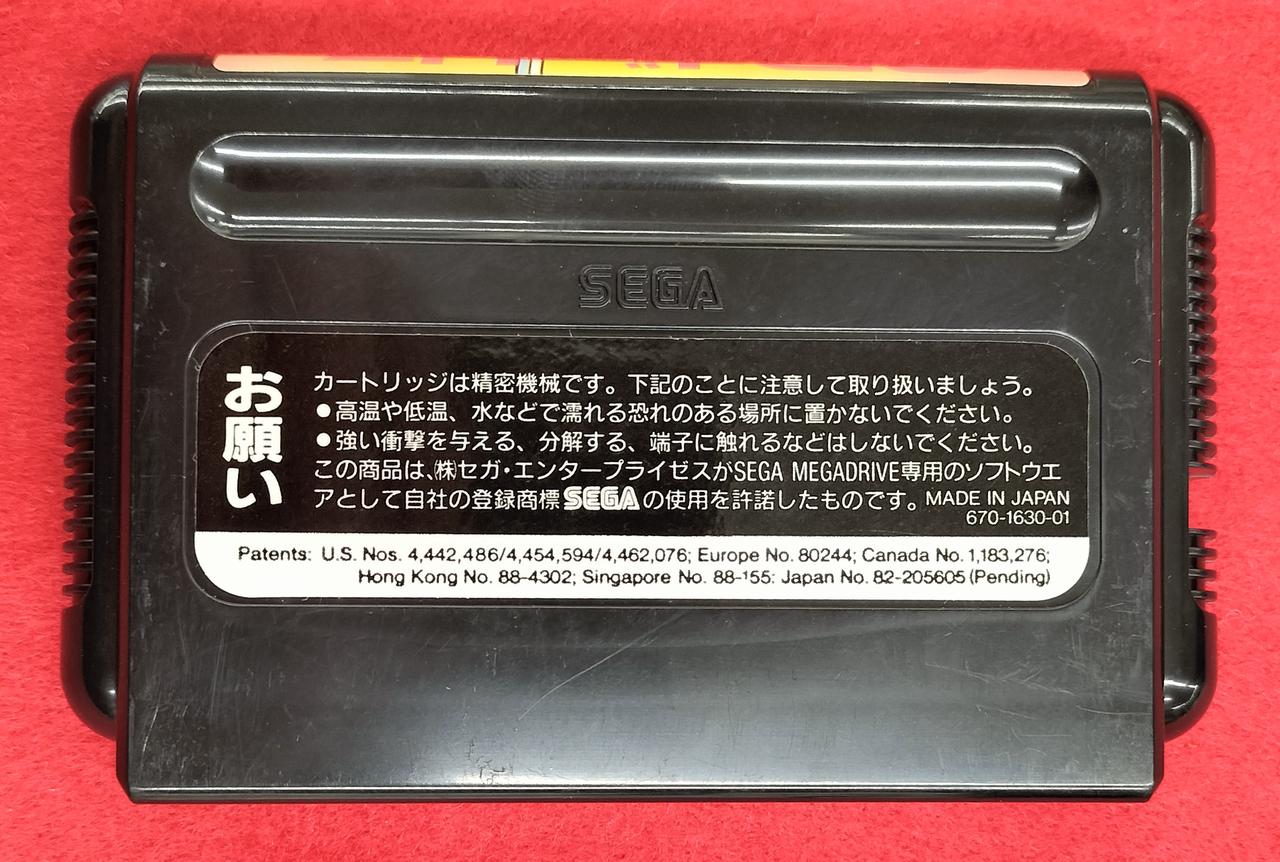 SEGA
お願い
カートリッジは精密機械です。下記のことに注意して取り扱いましょう。
●高温や低温、水などで濡れる恐れのある場所に置かないでください。
●強い衝撃を与える、分解する、端子に触れるなどはしないでください。
この商品は、㈱セガ・エンタープライゼスがSEGA MEGADRIVE専用のソフトウエ
アとして自社の登録商標SEGAの使用を許諾したものです。MADE IN JAPAN
670-1630-01
Patents: U.S. Nos. 4,442,486/4,454,594/4,462,076; Europe No. 80244; Canada No. 1,183,276;
Hong Kong No. 88-4302; Singapore No. 88-155: Japan No. 82-205605 (Pending)